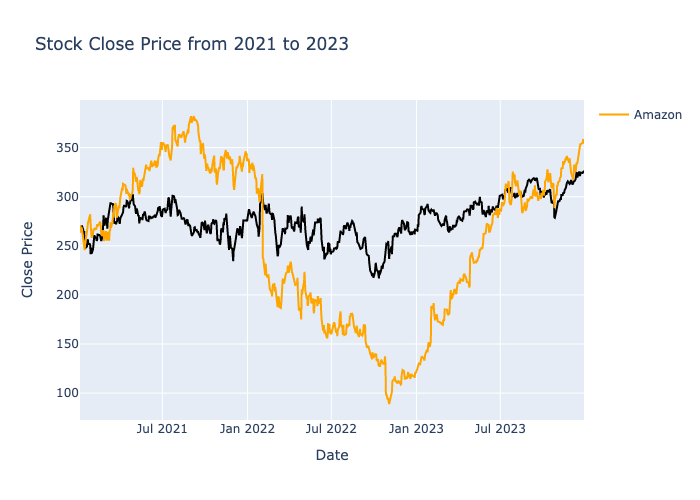 Stock Close Price from 2021 to 2023
Amazon
350
300
250
200
150
100
Close Price
Jul 2021
Jan 2022
Jul 2022
Jan 2023
Jul 2023
Date